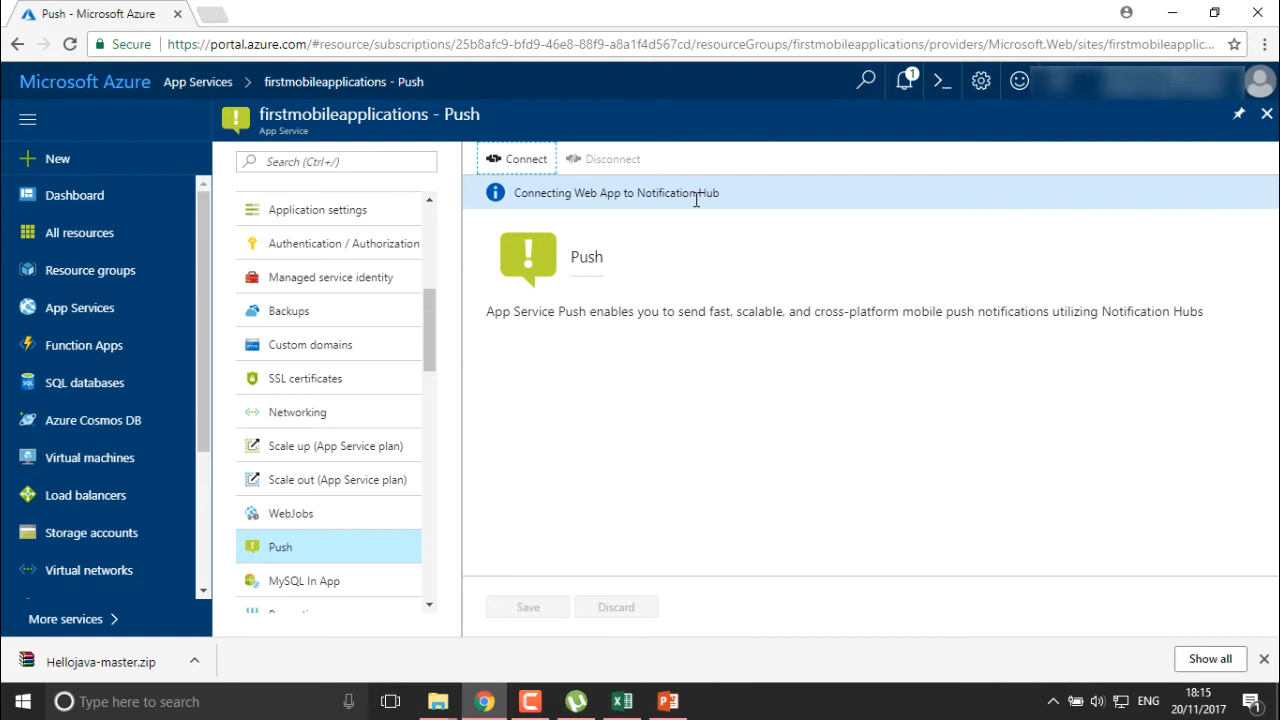 Push - Microsoft Azure
Secure
https://portal.azure.com/#resource/subscriptions/25b8afc9-bfd9-46e8-88f9-a8a1f4d567cd/resourceGroups/firstmobileapplications/providers/Microsoft.Web/sites/firstmobileapplic...
Microsoft Azure App Services > firstmobileapplications - Push
1
firstmobileapplications - Push
App Service
New
Dashboard
All resources
Resource groups
App Services
Function Apps
SQL databases
Azure Cosmos DB
Virtual machines
Load balancers
Storage accounts
Virtual networks
More services >
Search (Ctrl+/)
Application settings
Authentication / Authorization
Managed service identity
Backups
Custom domains
SSL certificates
Networking
Scale up (App Service plan)
Scale out (App Service plan)
WebJobs
Push
MySQL In App
Connect Disconnect
Connecting Web App to Notification Hub
Push
App Service Push enables you to send fast, scalable, and cross-platform mobile push notifications utilizing Notification Hubs
Save Discard
Hellojava-master.zip
Show all
Type here to search
ENG
18:15
20/11/2017
1